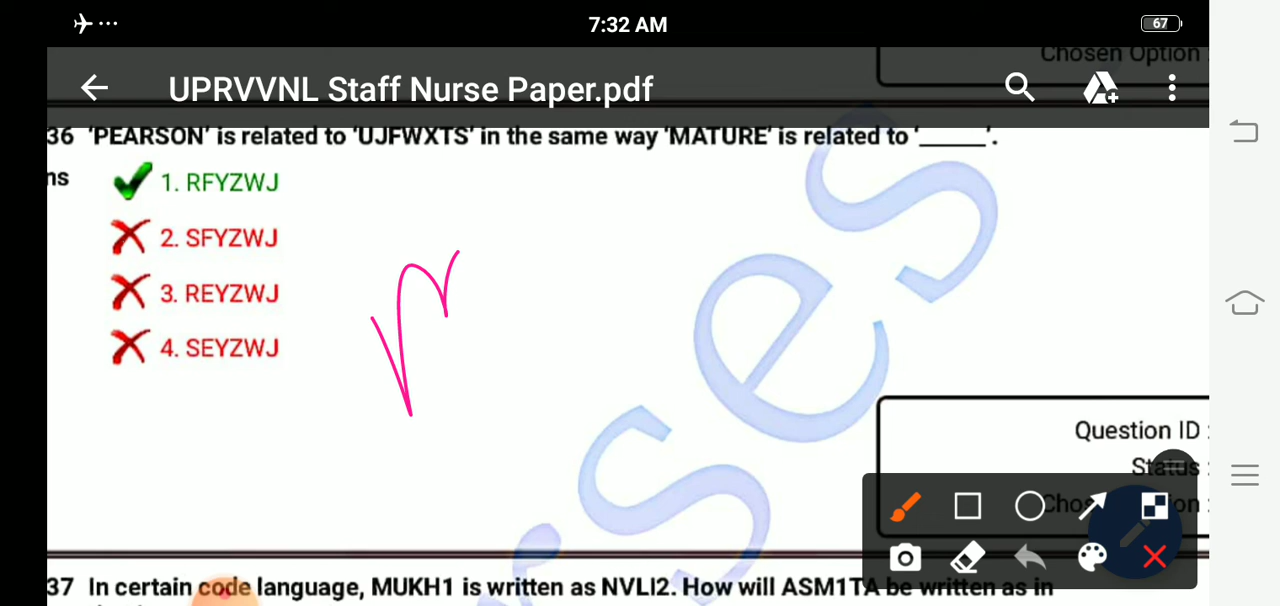 7:32 AM
67
Chosen Option
UPRVVNL Staff Nurse Paper.pdf
36 'PEARSON' is related to 'UJFWXTS' in the same way 'MATURE' is related to '_____'.
ns
1. RFYZWJ
2. SFYZWJ
3. REYZWJ
4. SEYZWJ
Question ID :
Status :
37 In certain code language, MUKH1 is written as NVLI2. How will ASM1TA be written as in